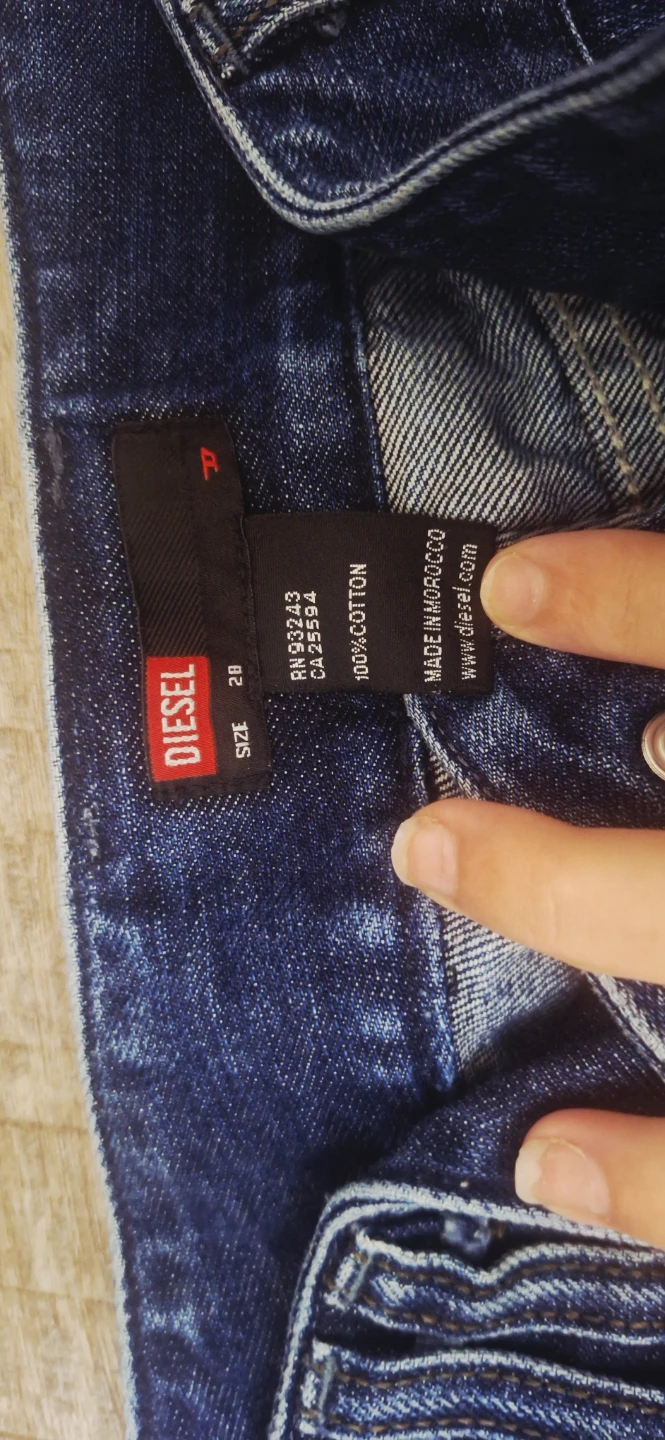 DIESEL
SIZE 28
RN 93243
CA 25594
100%COTTON
MADE IN MOROCCO
www.diesel.com